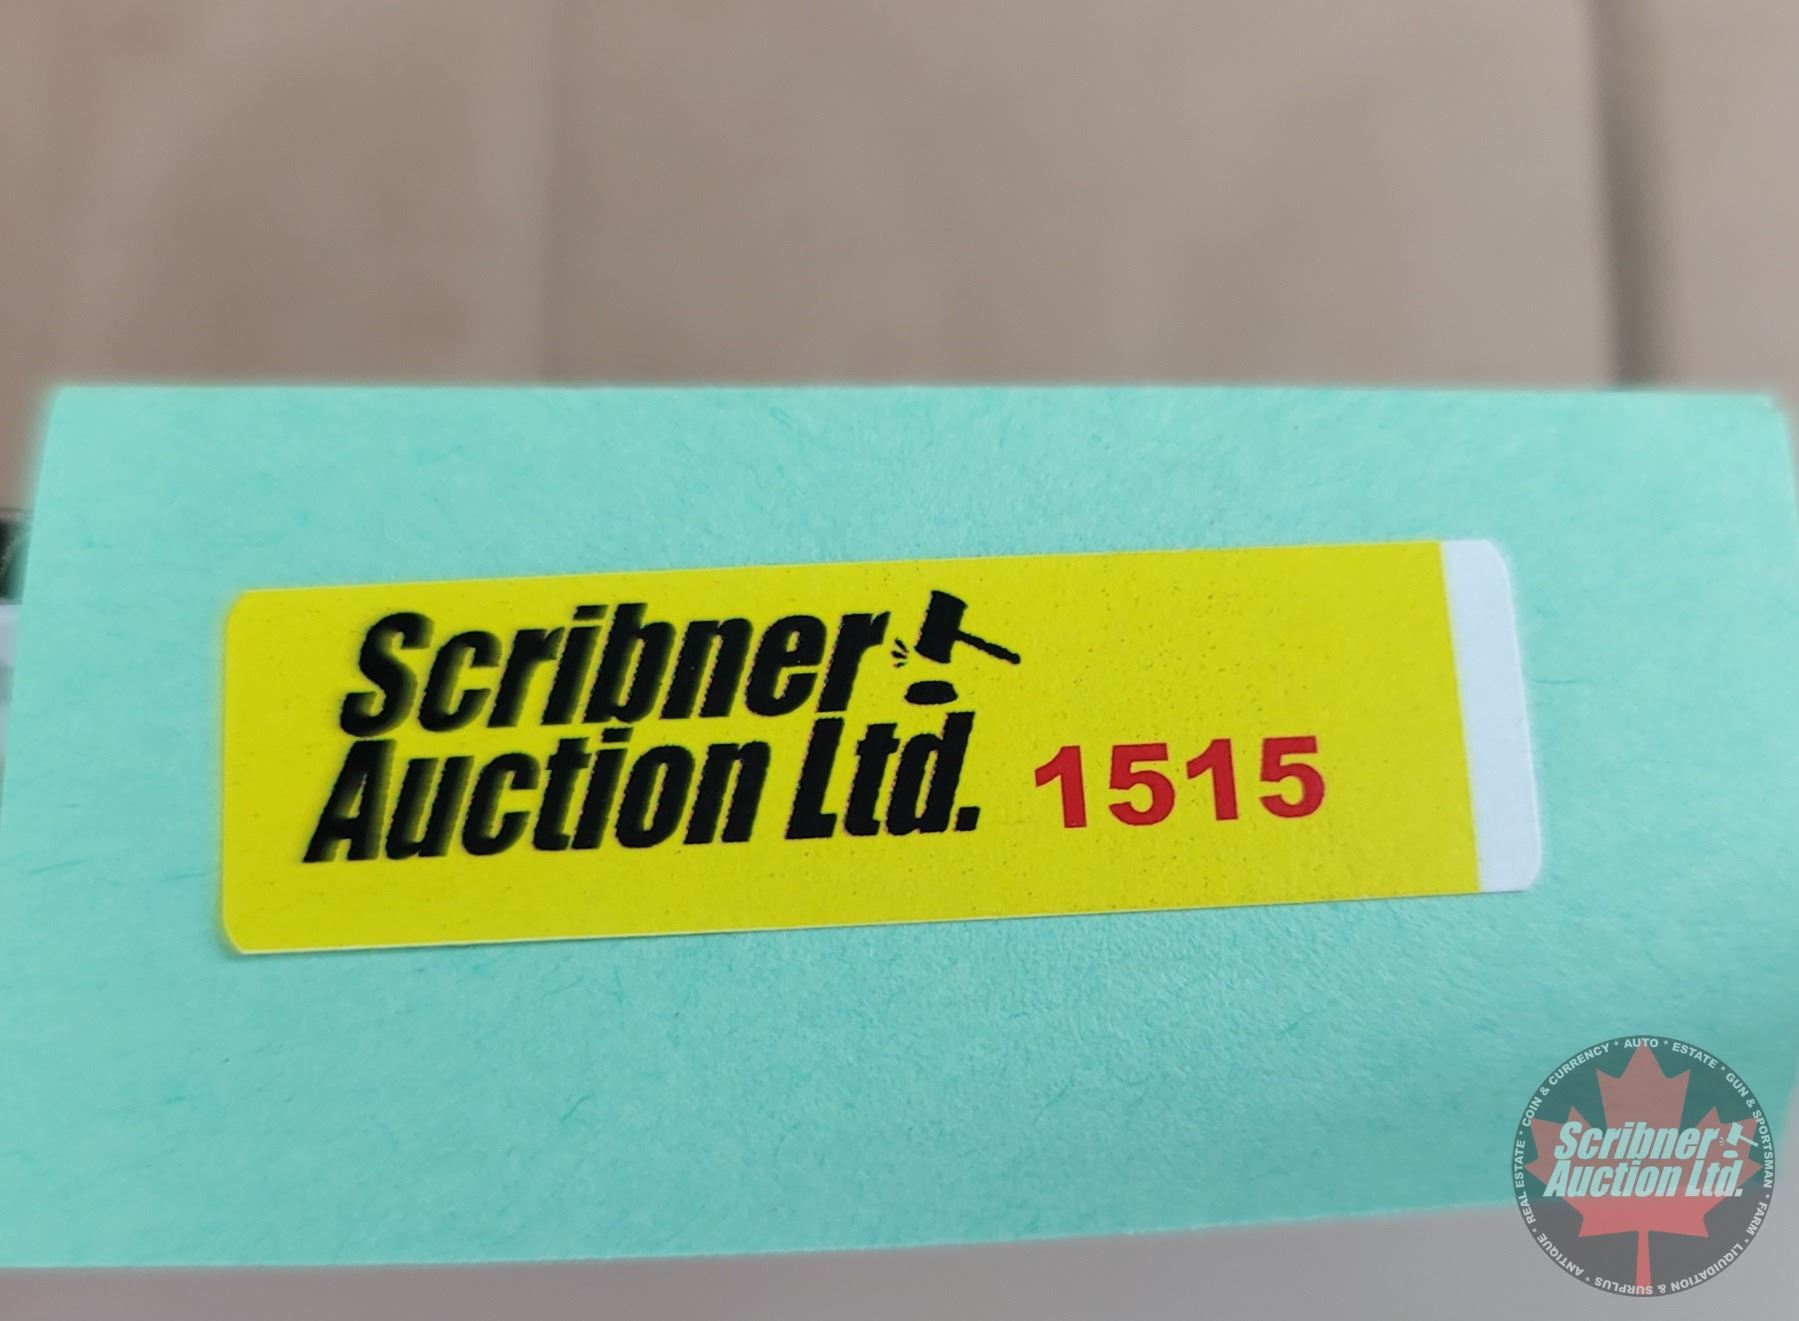 Scribner
Auction Ltd. 1515
REAL ESTATE * COIN & CURRENCY * AUTO * ESTATE * GUN & SPORTSMAN * FARM * LIQUIDATION & SURPLUS * ANTIQUE *
Scribner
Auction Ltd.